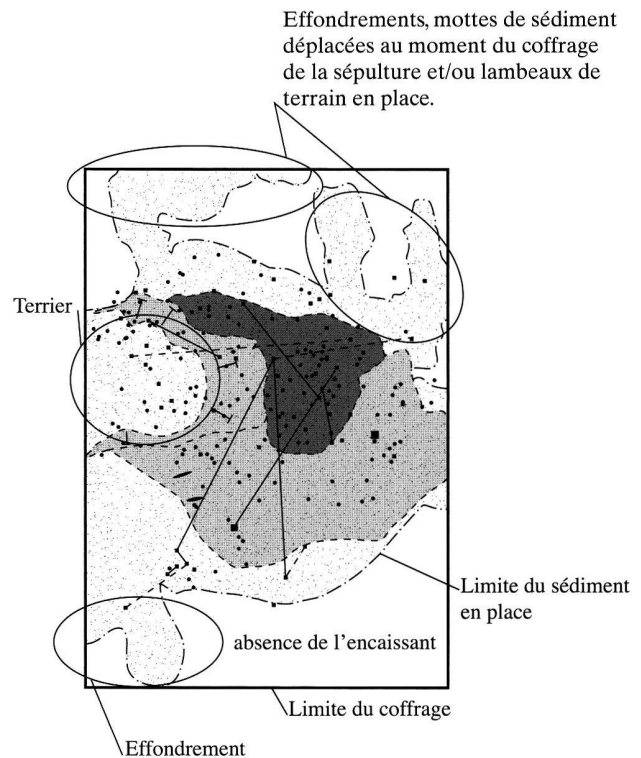 Effondrements, mottes de sédiment
déplacées au moment du coffrage
de la sépulture et/ou lambeaux de
terrain en place.
Terrier
Limite du sédiment
en place
absence de l'encaissant
Limite du coffrage
Effondrement